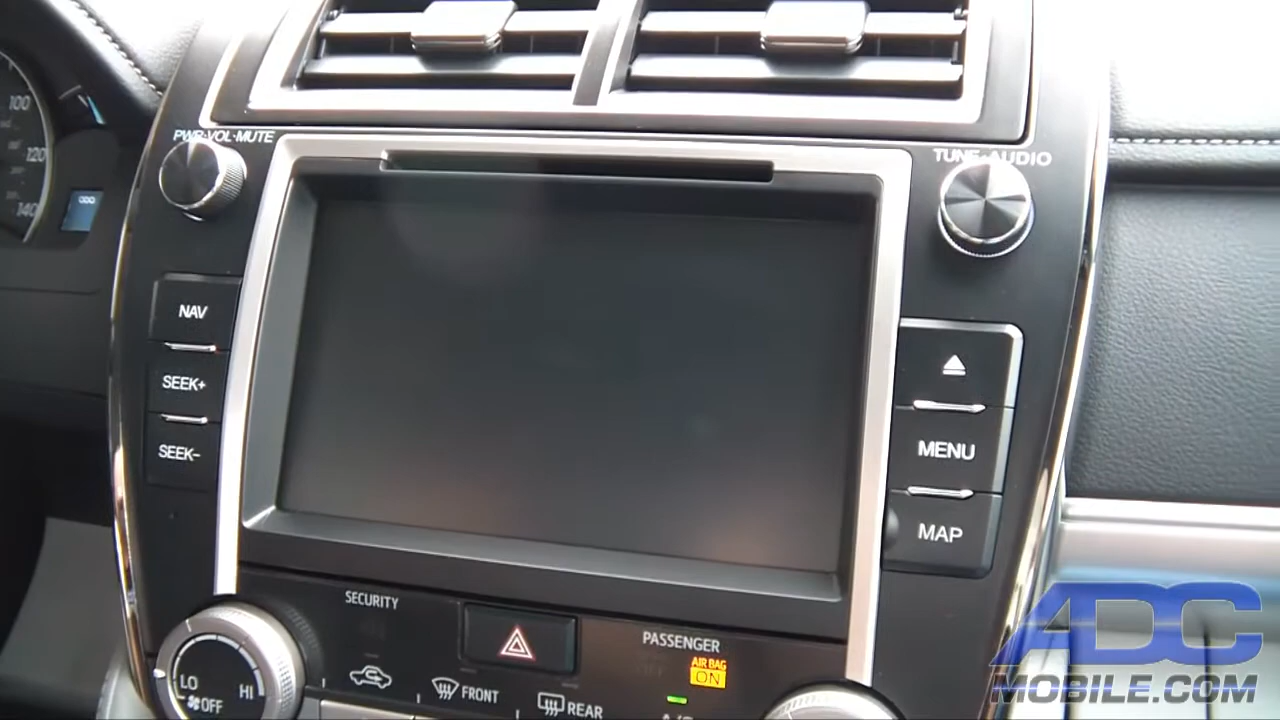 100
120
140
PWR·VOL·MUTE
TUNE·AUDIO
NAV
SEEK+
SEEK-
MENU
MAP
SECURITY
PASSENGER
AIR BAG
ON
LO
HI
OFF
FRONT
REAR
ADC
MOBILE.COM